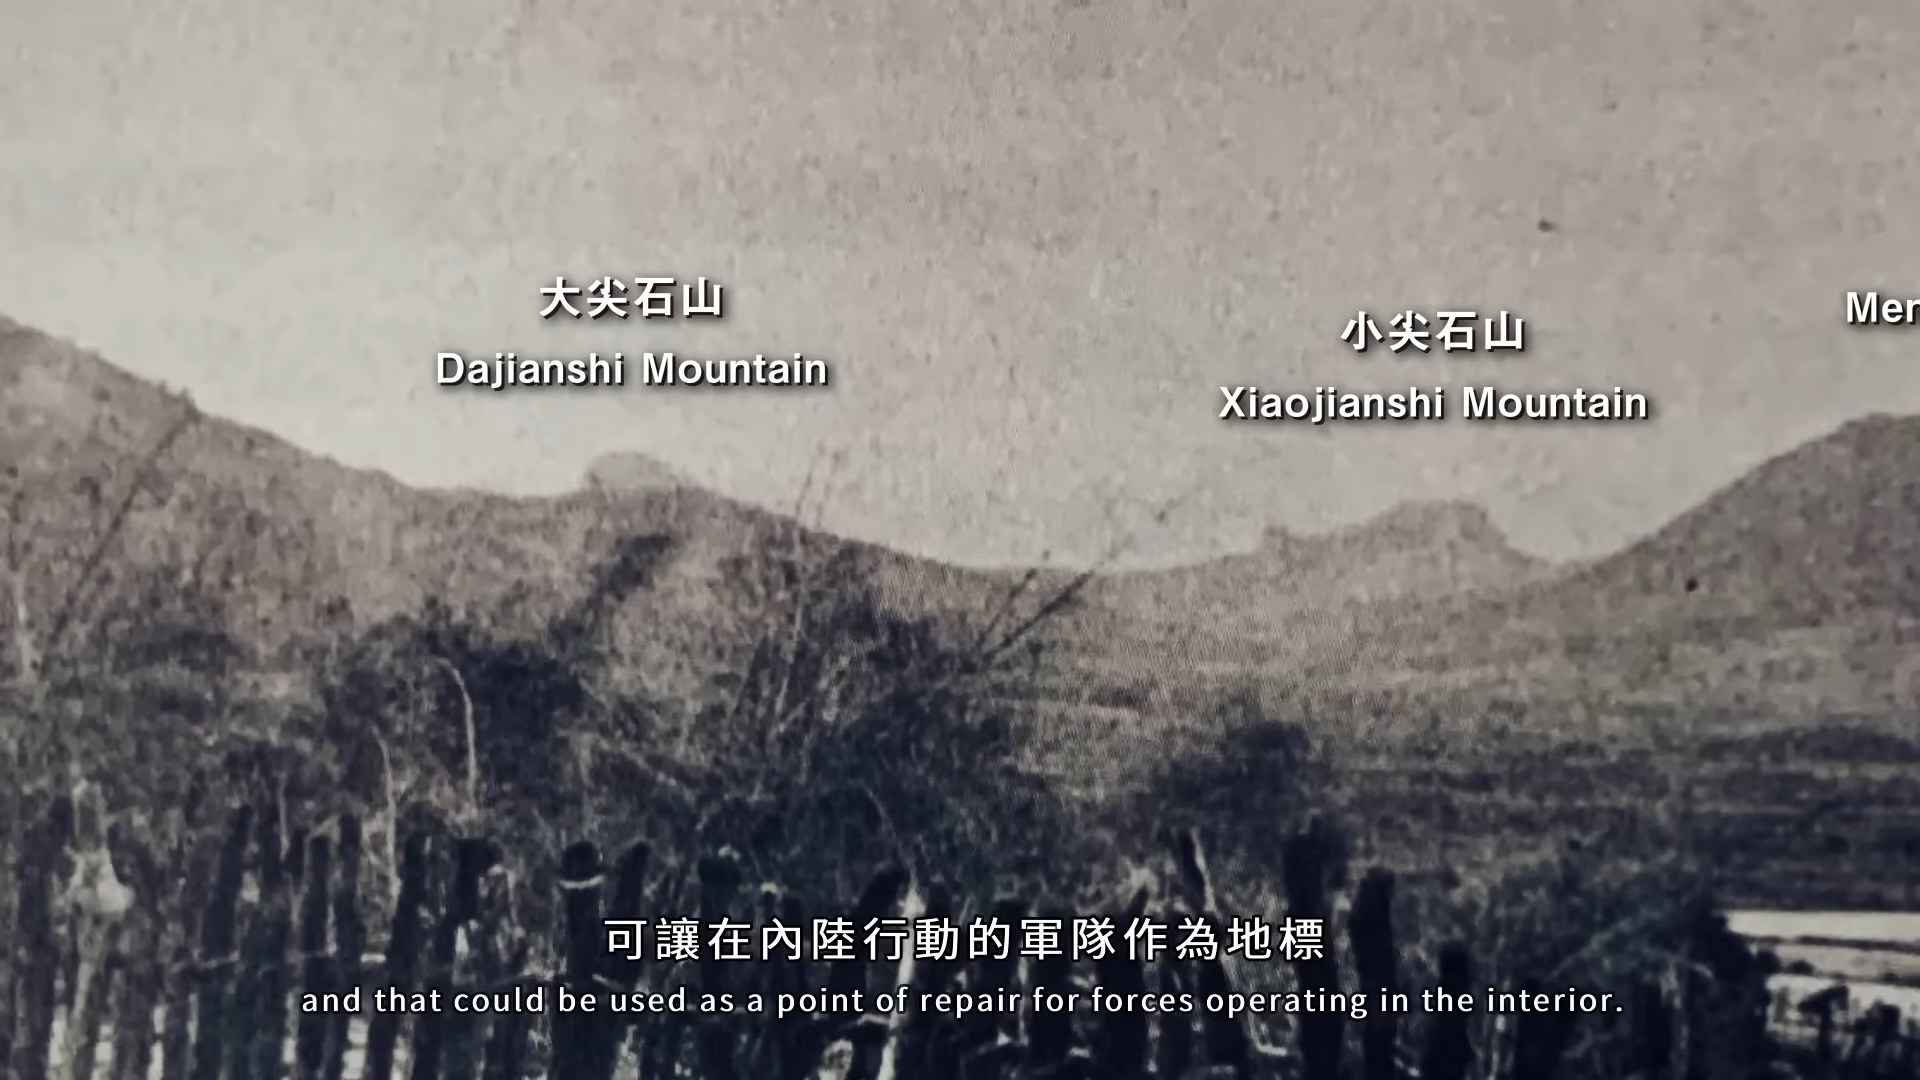 大尖石山
Dajianshi Mountain
小尖石山
Xiaojianshi Mountain
Mer
可讓在內陸行動的軍隊作為地標
and that could be used as a point of repair for forces operating in the interior.